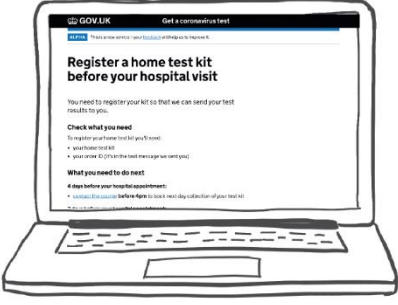 GOV.UK Get a coronavirus test
ALPHA This is a new service – your feedback will help us to improve it.
Register a home test kit
before your hospital visit
You need to register your kit so that we can send your test
results to you.
Check what you need
To register your home test kit you'll need:
• your home test kit
• your order ID (it's in the text message we sent you)
What you need to do next
4 days before your hospital appointment:
• contact the courier before 4pm to book next day collection of your test kit